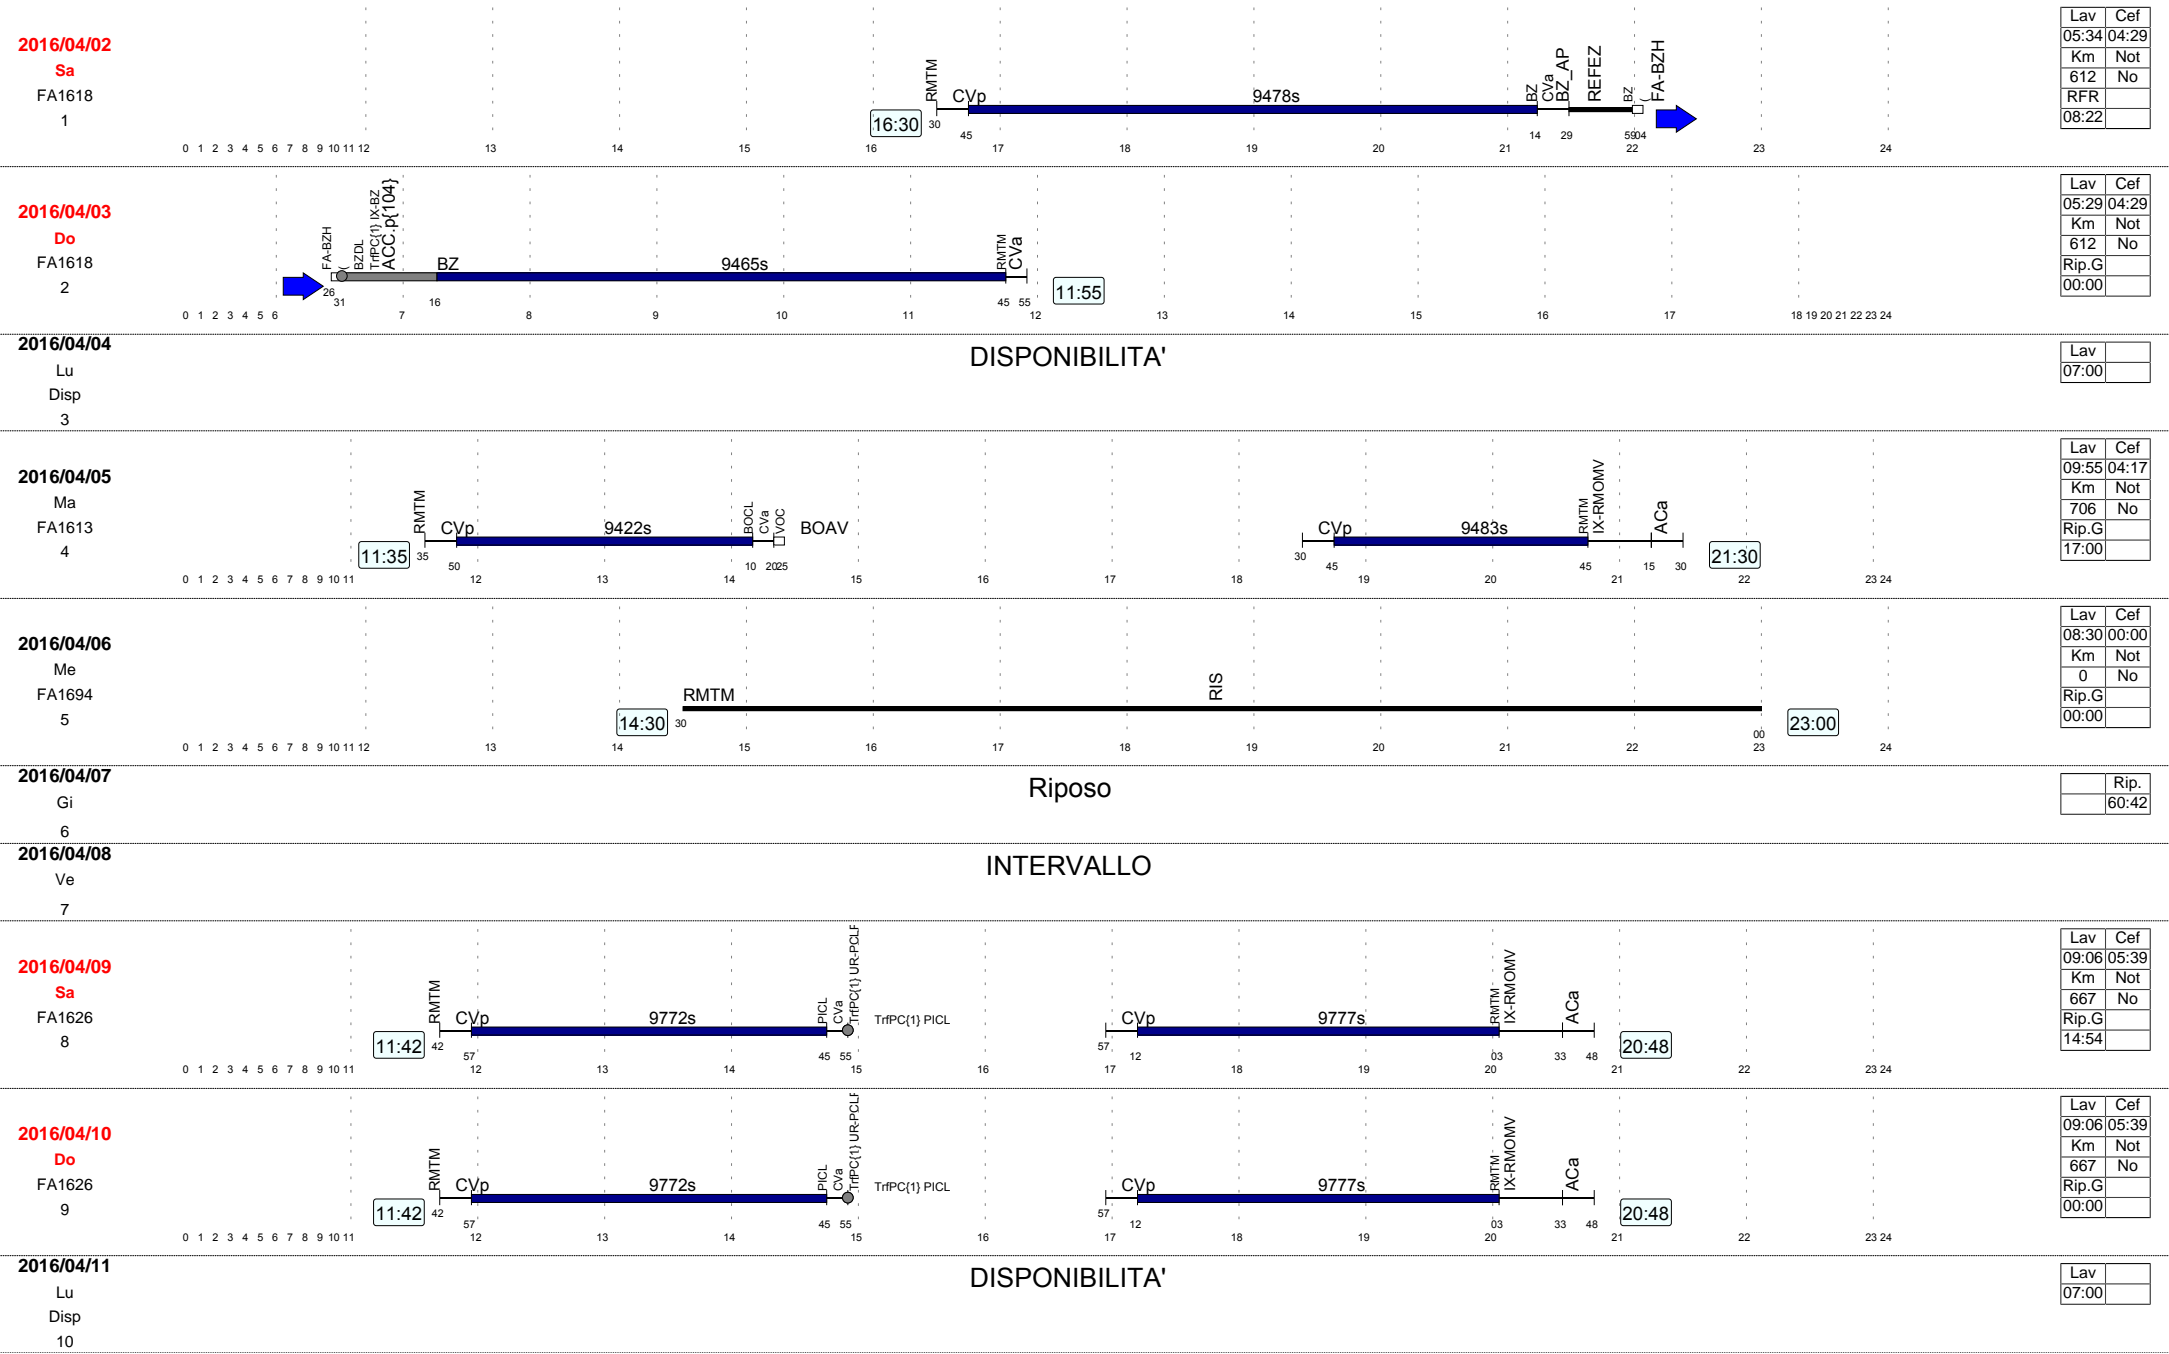 2016/04/02
Sa
FA1618
1
16:30
RMTM
30
CVp
45
9478s
BZ
14
CVa
BZ_AP
29
REFEZ
BZ
59
04
(
FA-BZH
0 1 2 3 4 5 6 7 8 9 10 11 12 13 14 15 16 17 18 19 20 21 22 23 24
Lav Cef
05:34 04:29
Km Not
612 No
RFR
08:22
2016/04/03
Do
FA1618
2
FA-BZH
26
(
31
BZDL
TrfPC{1} IX-BZ
ACC.p{104}
16
BZ
9465s
RMTM
45
CVa
55
11:55
0 1 2 3 4 5 6 7 8 9 10 11 12 13 14 15 16 17 18 19 20 21 22 23 24
Lav Cef
05:29 04:29
Km Not
612 No
Rip.G
00:00
2016/04/04
Lu
Disp
3
DISPONIBILITA'
Lav
07:00
2016/04/05
Ma
FA1613
4
11:35
RMTM
35
CVp
50
9422s
BOCL
10
CVa
20
VOC
25
BOAV
30
CVp
45
9483s
RMTM
45
IX-RMOMV
15
ACa
30
21:30
0 1 2 3 4 5 6 7 8 9 10 11 12 13 14 15 16 17 18 19 20 21 22 23 24
Lav Cef
09:55 04:17
Km Not
706 No
Rip.G
17:00
2016/04/06
Me
FA1694
5
14:30
30
RMTM
RIS
00
23:00
0 1 2 3 4 5 6 7 8 9 10 11 12 13 14 15 16 17 18 19 20 21 22 23 24
Lav Cef
08:30 00:00
Km Not
0 No
Rip.G
00:00
2016/04/07
Gi
6
Riposo
Rip.
60:42
2016/04/08
Ve
7
INTERVALLO
2016/04/09
Sa
FA1626
8
11:42
RMTM
42
CVp
57
9772s
PICL
45
CVa
55
TrfPC{1} UR-PCLF
TrfPC{1} PICL
57
CVp
12
9777s
RMTM
03
IX-RMOMV
33
ACa
48
20:48
0 1 2 3 4 5 6 7 8 9 10 11 12 13 14 15 16 17 18 19 20 21 22 23 24
Lav Cef
09:06 05:39
Km Not
667 No
Rip.G
14:54
2016/04/10
Do
FA1626
9
11:42
RMTM
42
CVp
57
9772s
PICL
45
CVa
55
TrfPC{1} UR-PCLF
TrfPC{1} PICL
57
CVp
12
9777s
RMTM
03
IX-RMOMV
33
ACa
48
20:48
0 1 2 3 4 5 6 7 8 9 10 11 12 13 14 15 16 17 18 19 20 21 22 23 24
Lav Cef
09:06 05:39
Km Not
667 No
Rip.G
00:00
2016/04/11
Lu
Disp
10
DISPONIBILITA'
Lav
07:00